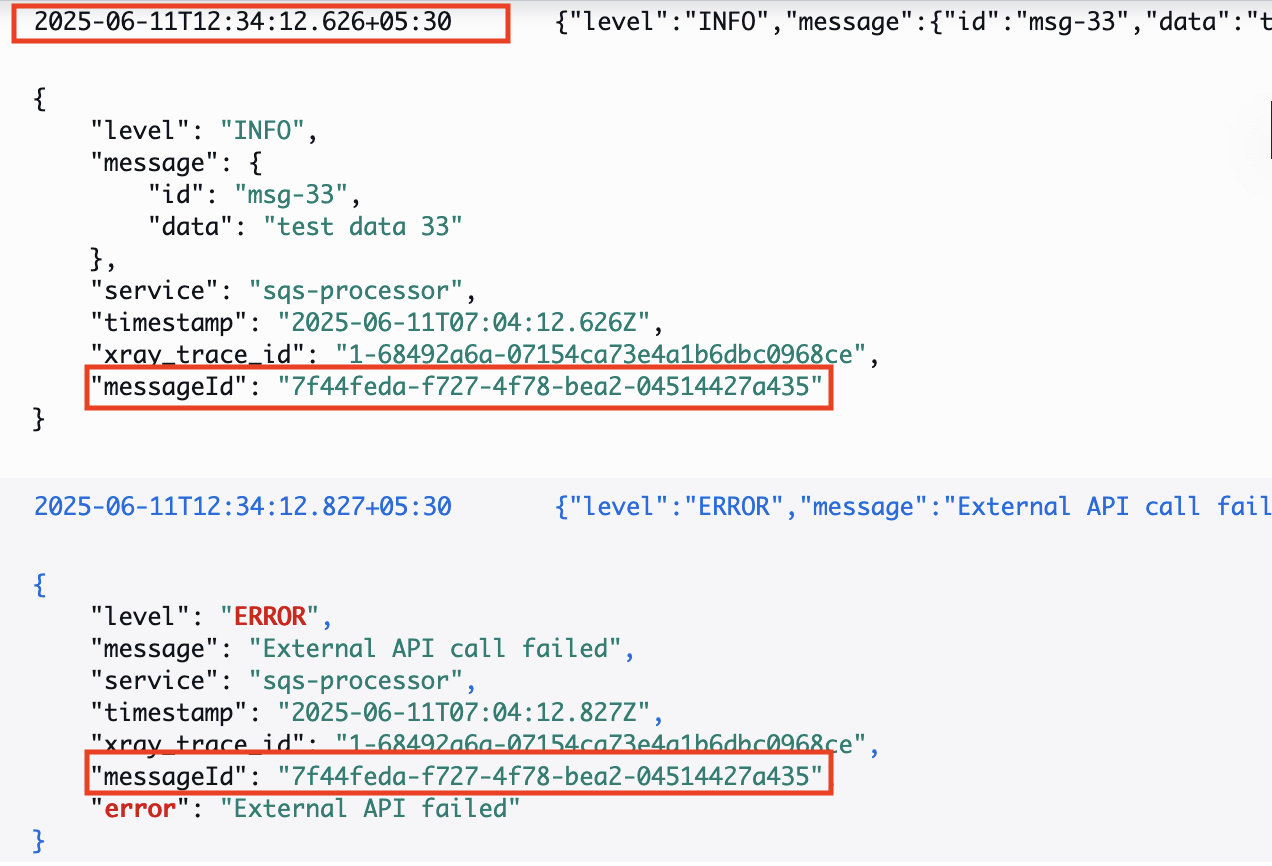 2025-06-11T12:34:12.626+05:30 {"level":"INFO","message":{"id":"msg-33","data":"t
{
"level": "INFO",
"message": {
"id": "msg-33",
"data": "test data 33"
},
"service": "sqs-processor",
"timestamp": "2025-06-11T07:04:12.626Z",
"xray_trace_id": "1-68492a6a-07154ca73e4a1b6dbc0968ce",
"messageId": "7f44feda-f727-4f78-bea2-04514427a435"
}
2025-06-11T12:34:12.827+05:30 {"level":"ERROR","message":"External API call fail
{
"level": "ERROR",
"message": "External API call failed",
"service": "sqs-processor",
"timestamp": "2025-06-11T07:04:12.827Z",
"xray_trace_id": "1-68492a6a-07154ca73e4a1b6dbc0968ce",
"messageId": "7f44feda-f727-4f78-bea2-04514427a435"
"error": "External API failed"
}